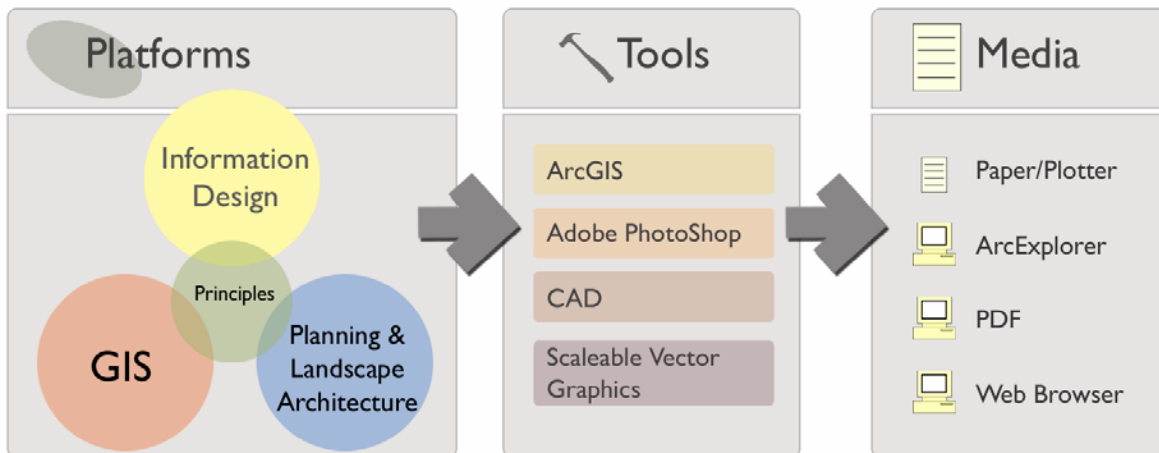 Platforms
Information
Design
Principles
GIS
Planning &
Landscape
Architecture
Tools
ArcGIS
Adobe PhotoShop
CAD
Scaleable Vector
Graphics
Media
Paper/Plotter
ArcExplorer
PDF
Web Browser